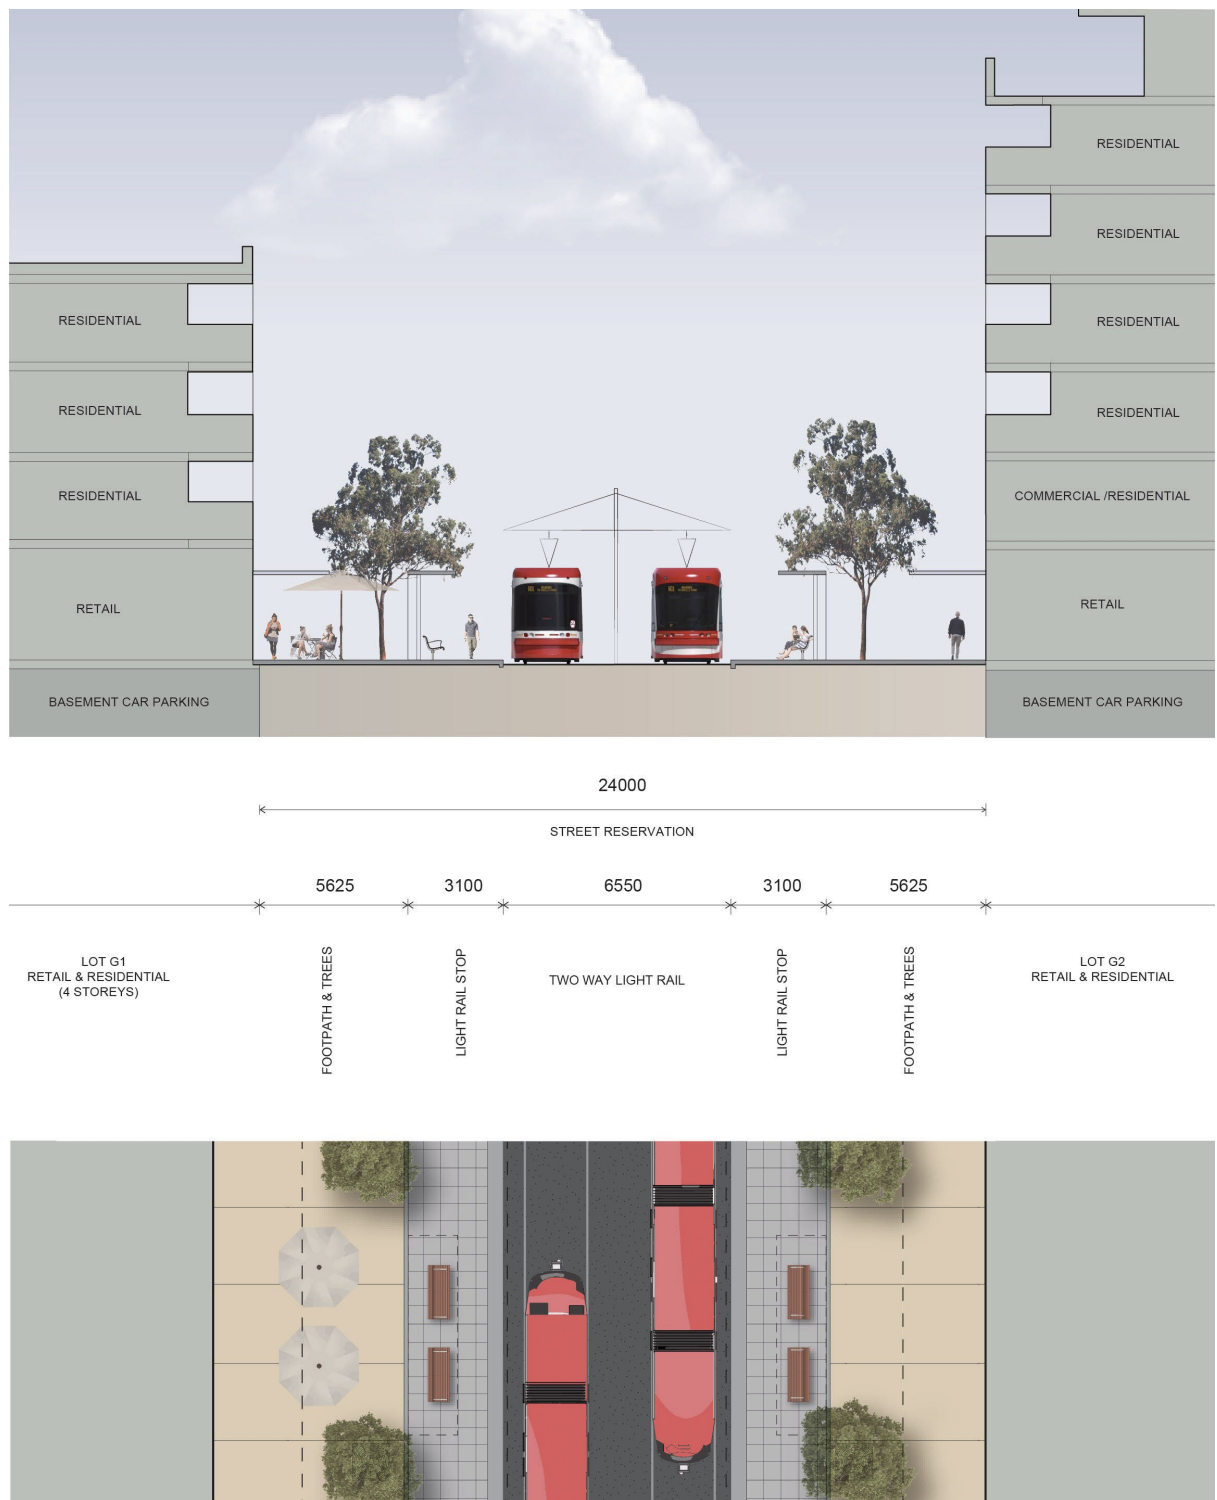 RESIDENTIAL
RESIDENTIAL
RESIDENTIAL
RESIDENTIAL
RESIDENTIAL
RESIDENTIAL
RESIDENTIAL
RESIDENTIAL
COMMERCIAL /RESIDENTIAL
RETAIL
RETAIL
BASEMENT CAR PARKING
BASEMENT CAR PARKING
24000
STREET RESERVATION
5625
3100
6550
3100
5625
LOT G1
RETAIL & RESIDENTIAL
(4 STOREYS)
FOOTPATH & TREES
LIGHT RAIL STOP
TWO WAY LIGHT RAIL
LIGHT RAIL STOP
FOOTPATH & TREES
LOT G2
RETAIL & RESIDENTIAL